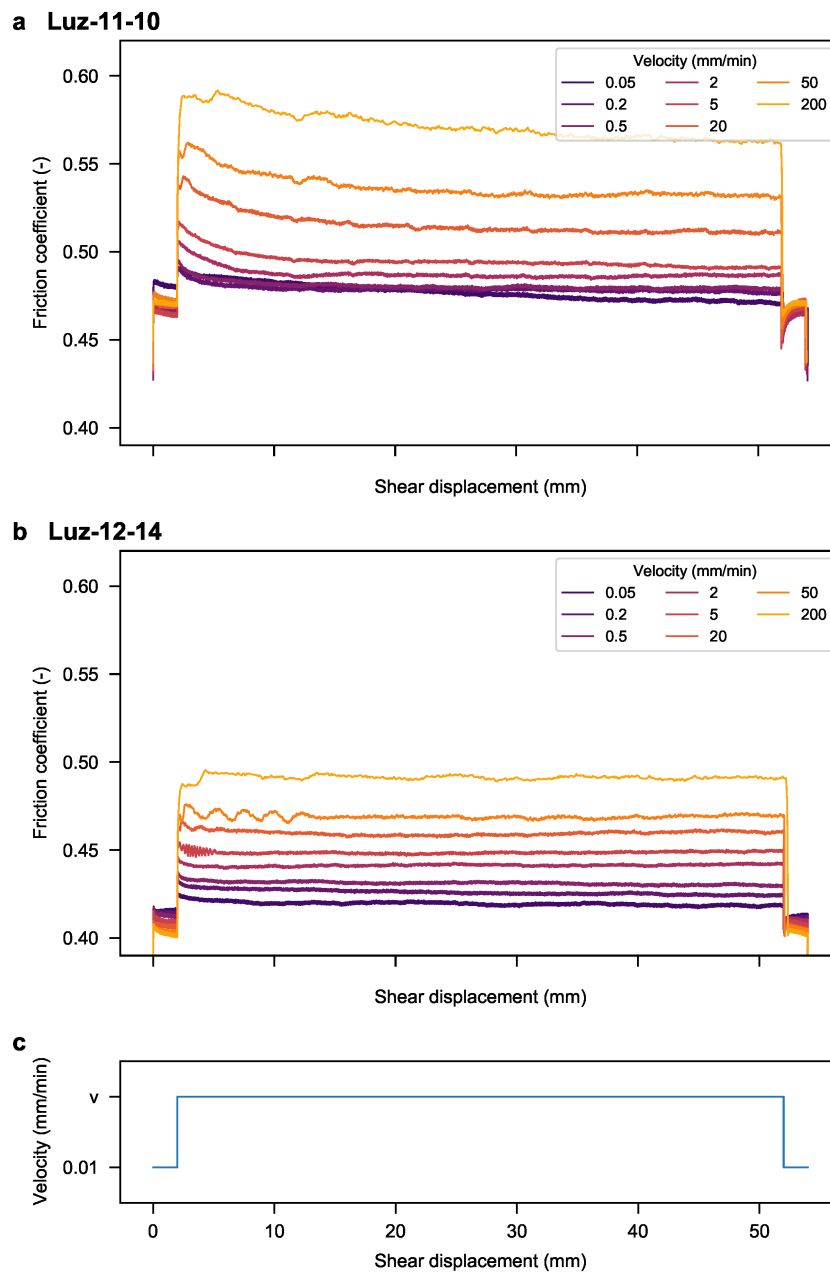 a Luz-11-10
Velocity (mm/min)
0.05 2 50
0.2 5 200
0.5 20
0.60
0.55
0.50
0.45
0.40
Friction coefficient (-)
Shear displacement (mm)
b Luz-12-14
Velocity (mm/min)
0.05 2 50
0.2 5 200
0.5 20
0.60
0.55
0.50
0.45
0.40
Friction coefficient (-)
Shear displacement (mm)
c
v
0.01
Velocity (mm/min)
0 10 20 30 40 50
Shear displacement (mm)